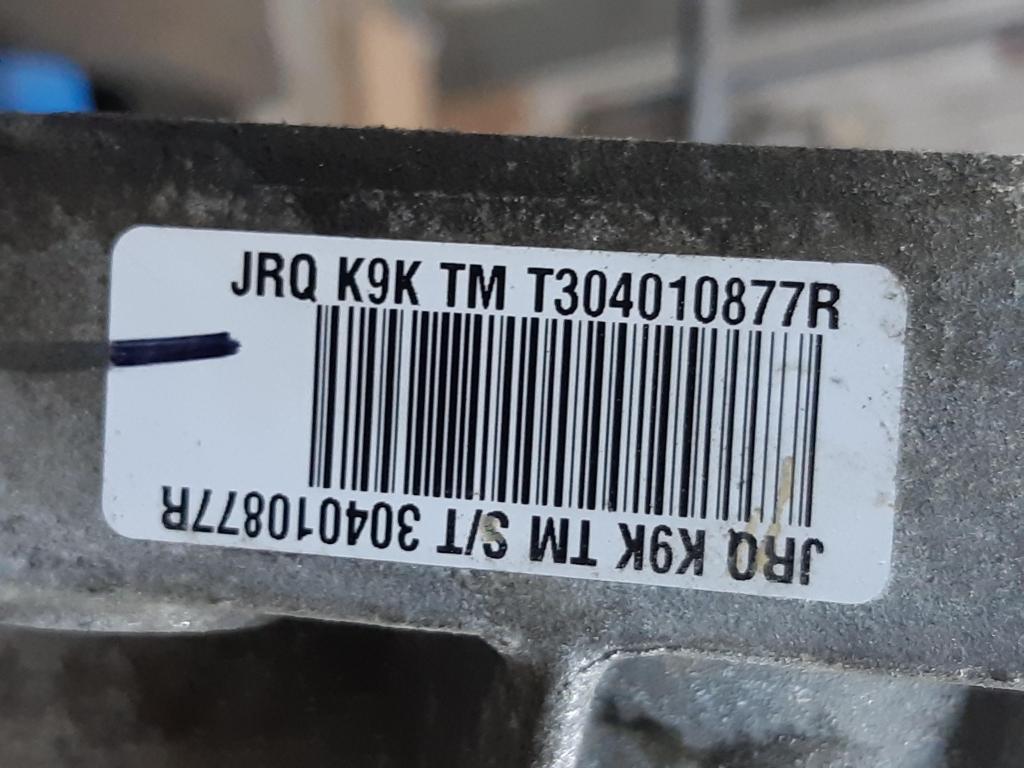 JRQ K9K TM T304010877R
JRQ K9K TM S/T 304010877R